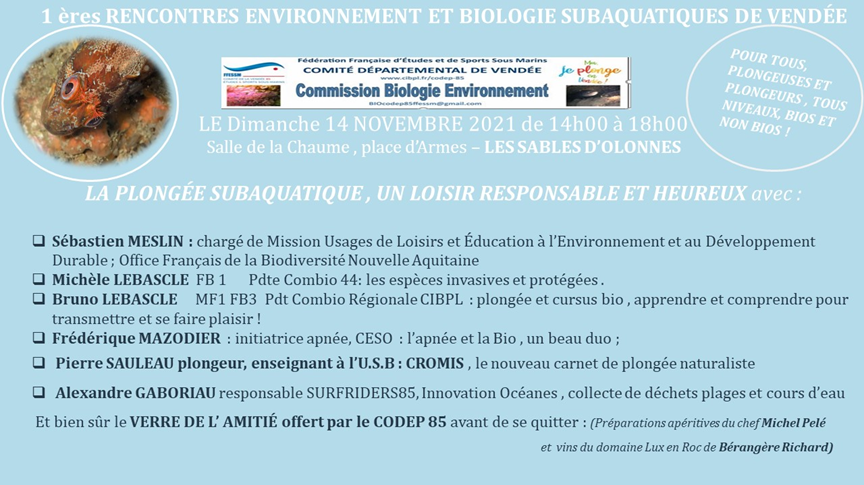 1 ères RENCONTRES ENVIRONNEMENT ET BIOLOGIE SUBAQUATIQUES DE VENDÉE
Fédération Française d'Études et de Sports Sous Marins
www.cibpl.fr/codep-85
COMITÉ DÉPARTEMENTAL DE VENDÉE
Commission Biologie Environnement
BIOcodep85ffessm@gmail.com
FFESSM
Je plonge
en Vendée !
POUR TOUS,
PLONGEUSES ET
PLONGEURS , TOUS
NIVEAUX, BIOS ET
NON BIOS !
LE Dimanche 14 NOVEMBRE 2021 de 14h00 à 18h00
Salle de la Chaume , place d'Armes – LES SABLES D'OLONNES
LA PLONGÉE SUBAQUATIQUE , UN LOISIR RESPONSABLE ET HEUREUX avec :
❑ Sébastien MESLIN : chargé de Mission Usages de Loisirs et Éducation à l'Environnement et au Développement
Durable ; Office Français de la Biodiversité Nouvelle Aquitaine
❑ Michèle LEBASCLE FB 1 Pdte Combio 44: les espèces invasives et protégées .
❑ Bruno LEBASCLE MF1 FB3 Pdt Combio Régionale CIBPL : plongée et cursus bio , apprendre et comprendre pour
transmettre et se faire plaisir !
❑ Frédérique MAZODIER : initiatrice apnée, CESO : l'apnée et la Bio , un beau duo ;
❑ Pierre SAULEAU plongeur, enseignant à l'U.S.B : CROMIS , le nouveau carnet de plongée naturaliste
❑ Alexandre GABORIAU responsable SURFRIDERS85, Innovation Océanes , collecte de déchets plages et cours d'eau
Et bien sûr le VERRE DE L' AMITIÉ offert par le CODEP 85 avant de se quitter : (Préparations apéritives du chef Michel Pelé
et vins du domaine Lux en Roc de Bérangère Richard)